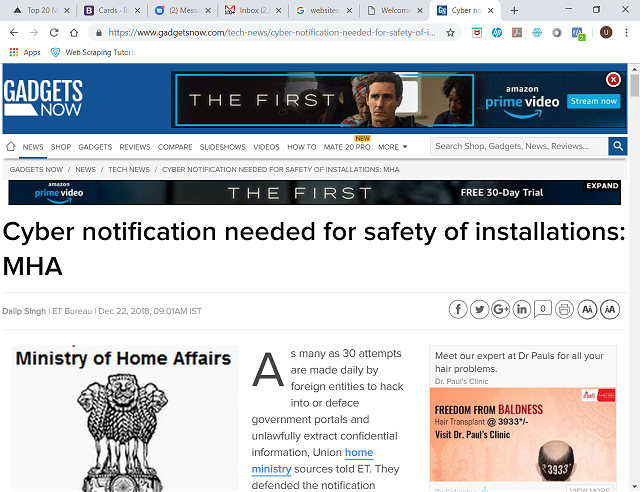 Top 20 M
Cards - B
(2) Messa
Inbox (2,
websites
Welcome
Cyber no
https://www.gadgetsnow.com/tech-news/cyber-notification-needed-for-safety-of-i...
Apps
Web Scraping Tutoria
GADGETS
NOW
THE FIRST
amazon
prime video
Stream now
NEWS SHOP GADGETS REVIEWS COMPARE SLIDESHOWS VIDEOS HOW TO MATE 20 PRO NEW MORE
Search Shop, Gadgets, News, Reviews...
GADGETS NOW / NEWS / TECH NEWS / CYBER NOTIFICATION NEEDED FOR SAFETY OF INSTALLATIONS: MHA
amazon
prime video
THE FIRST
FREE 30-Day Trial
EXPAND
Cyber notification needed for safety of installations:
MHA
Dalip Singh | ET Bureau | Dec 22, 2018, 09:01AM IST
0
Ministry of Home Affairs
As many as 30 attempts
are made daily by
foreign entities to hack
into or deface
government portals and
unlawfully extract confidential
information, Union home
ministry sources told ET. They
defended the notification
Meet our expert at Dr Pauls for all your
hair problems.
Dr. Paul's Clinic
FREEDOM FROM BALDNESS
Hair Transplant @ 3933*/-
Visit Dr. Paul's Clinic
₹3933*
By Colombia
VIEW MORE